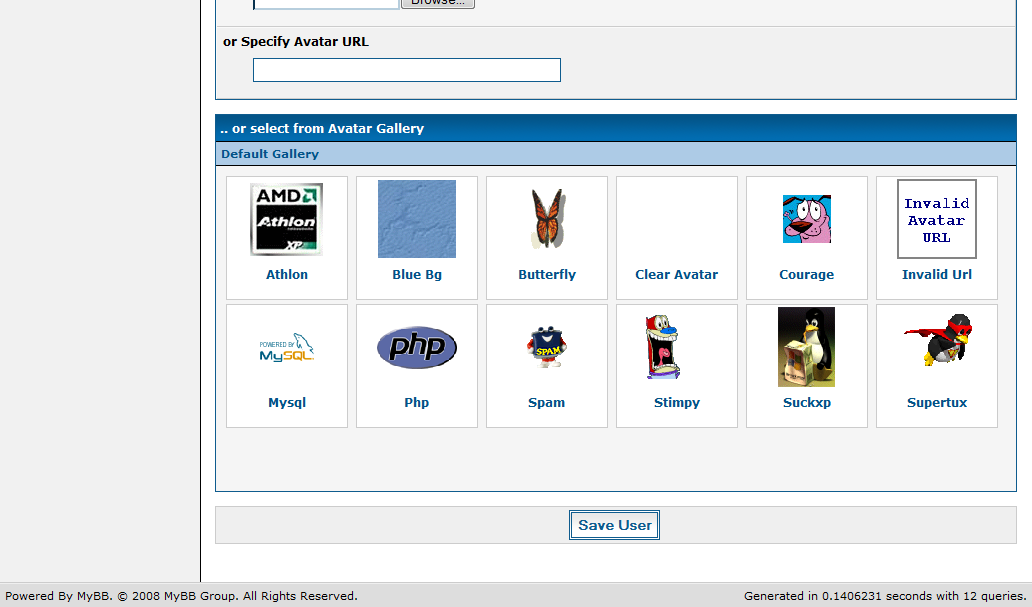 Browse...
or Specify Avatar URL
.. or select from Avatar Gallery
Default Gallery
AMD
Athlon
XP
Invalid
Avatar
URL
Athlon
Blue Bg
Butterfly
Clear Avatar
Courage
Invalid Url
POWERED BY
MySQL
php
SPAM
Mysql
Php
Spam
Stimpy
Suckxp
Supertux
Save User
Powered By MyBB. © 2008 MyBB Group. All Rights Reserved.
Generated in 0.1406231 seconds with 12 queries.